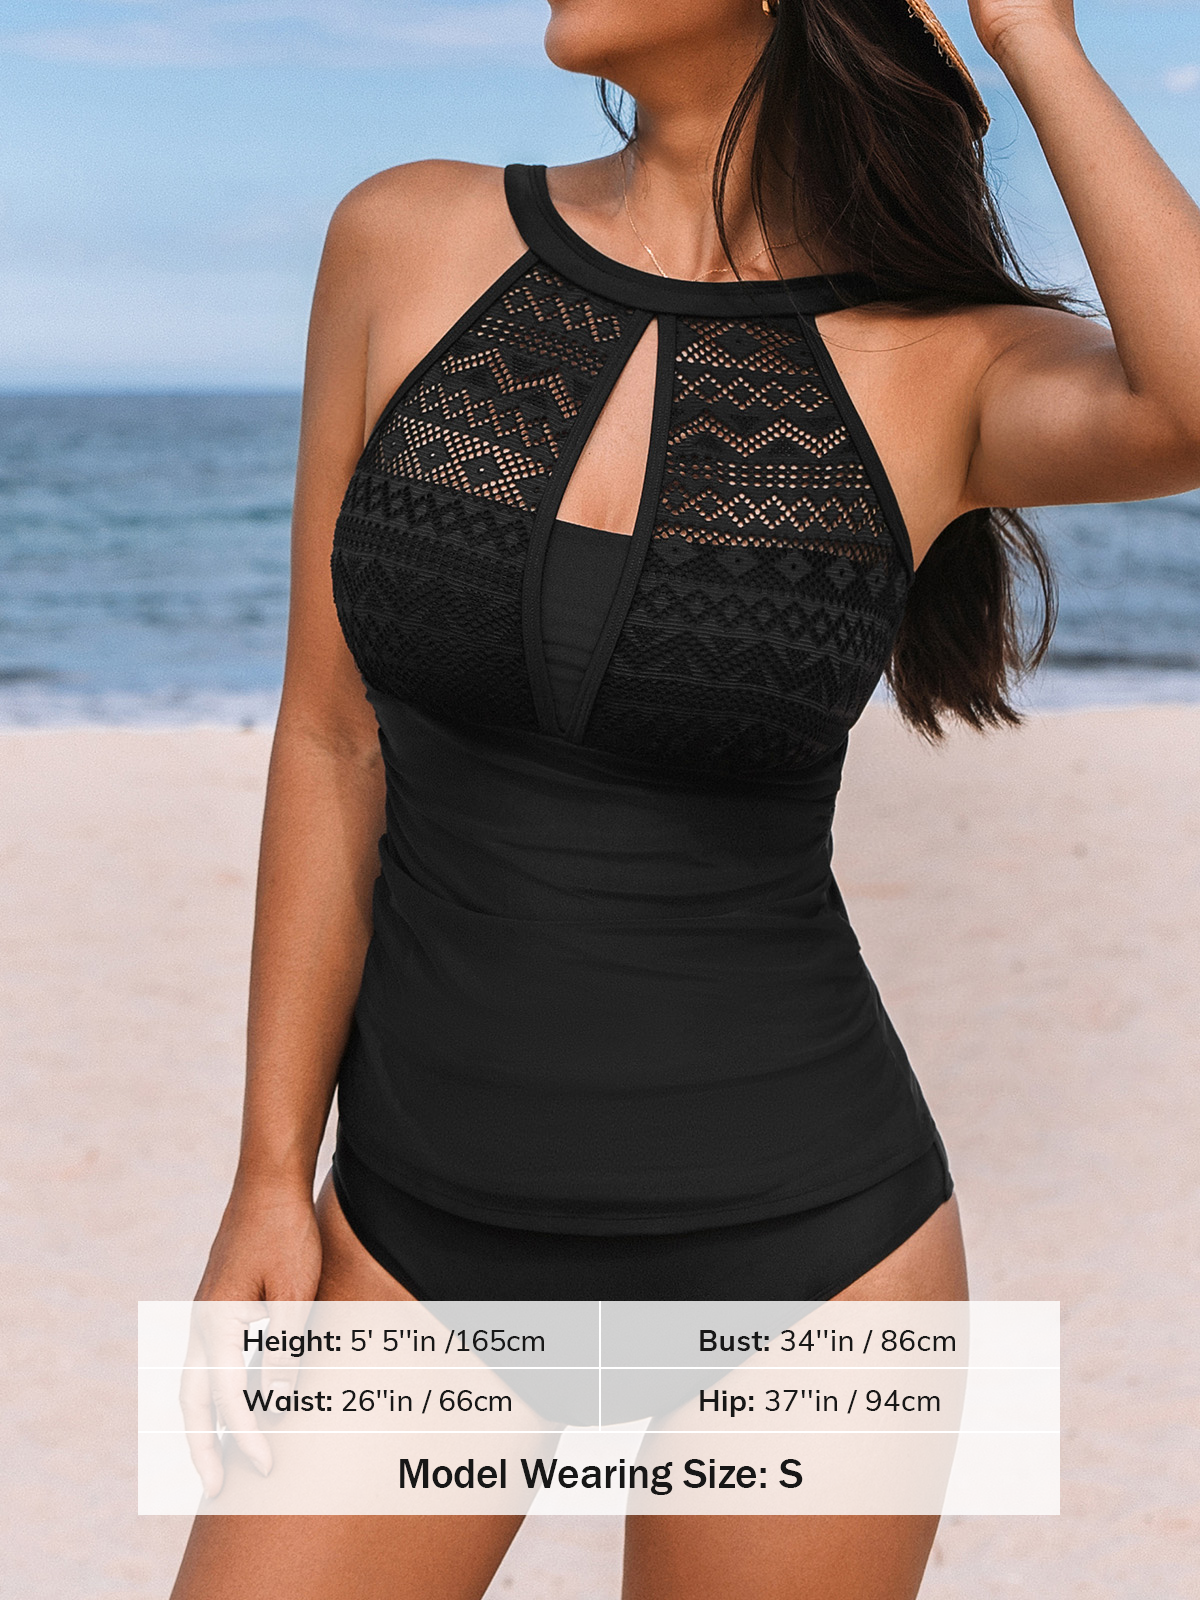 Height: 5' 5''in /165cm
Bust: 34''in / 86cm
Waist: 26''in / 66cm
Hip: 37''in / 94cm
Model Wearing Size: S